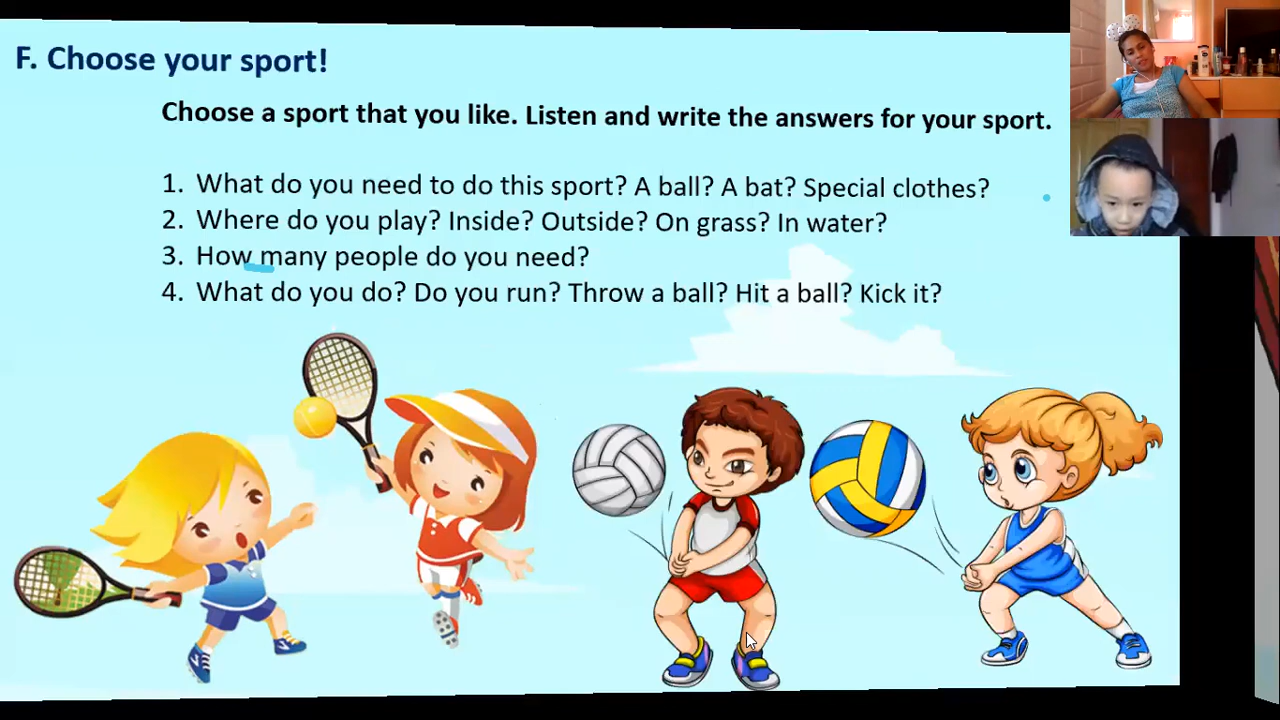 F. Choose your sport!
Choose a sport that you like. Listen and write the answers for your sport.
1. What do you need to do this sport? A ball? A bat? Special clothes?
2. Where do you play? Inside? Outside? On grass? In water?
3. How many people do you need?
4. What do you do? Do you run? Throw a ball? Hit a ball? Kick it?